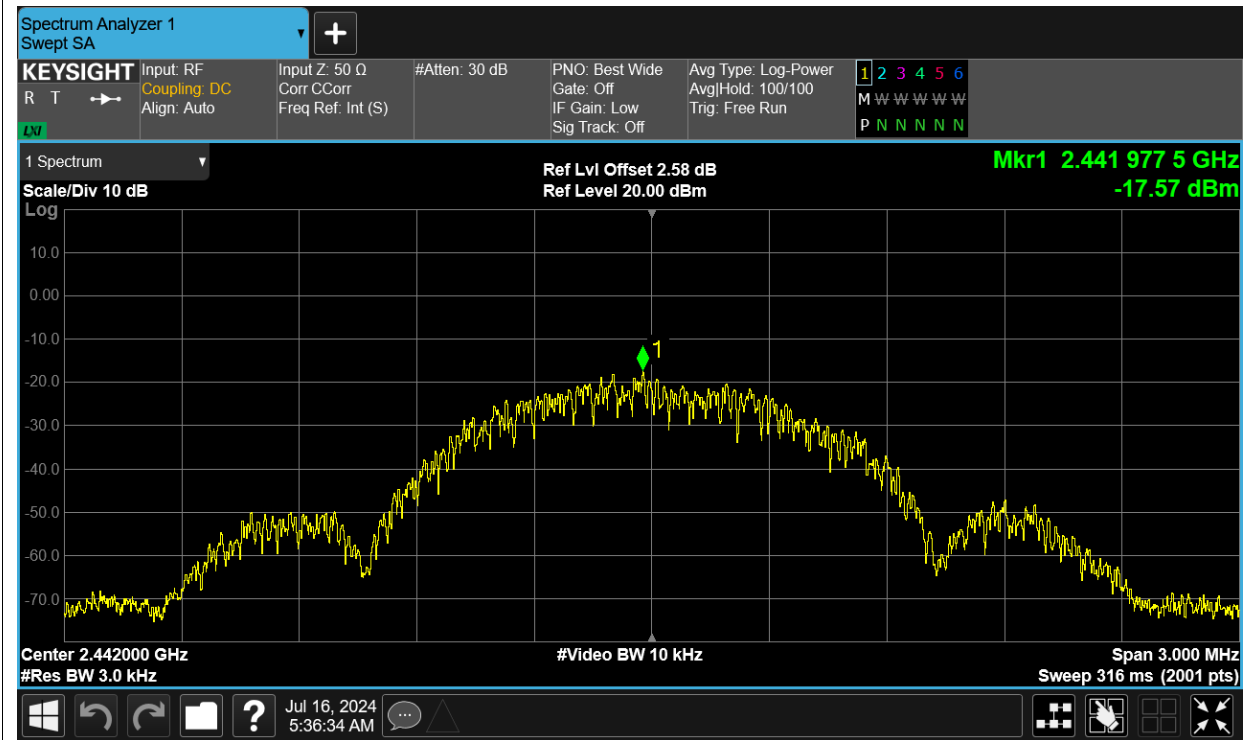 Spectrum Analyzer 1
Swept SA
KEYSIGHT
R T
LXI
Input: RF
Coupling: DC
Align: Auto
Input Z: 50 Ω
Corr CCorr
Freq Ref: Int (S)
#Atten: 30 dB
PNO: Best Wide
Gate: Off
IF Gain: Low
Sig Track: Off
Avg Type: Log-Power
Avg|Hold: 100/100
Trig: Free Run
1 2 3 4 5 6
M W W W W W
P N N N N N
1 Spectrum
Scale/Div 10 dB
Log
Ref Lvl Offset 2.58 dB
Ref Level 20.00 dBm
Mkr1 2.441 977 5 GHz
-17.57 dBm
10.0
0.00
-10.0
-20.0
-30.0
-40.0
-50.0
-60.0
-70.0
1
Center 2.442000 GHz
#Res BW 3.0 kHz
#Video BW 10 kHz
Span 3.000 MHz
Sweep 316 ms (2001 pts)
?
Jul 16, 2024
5:36:34 AM